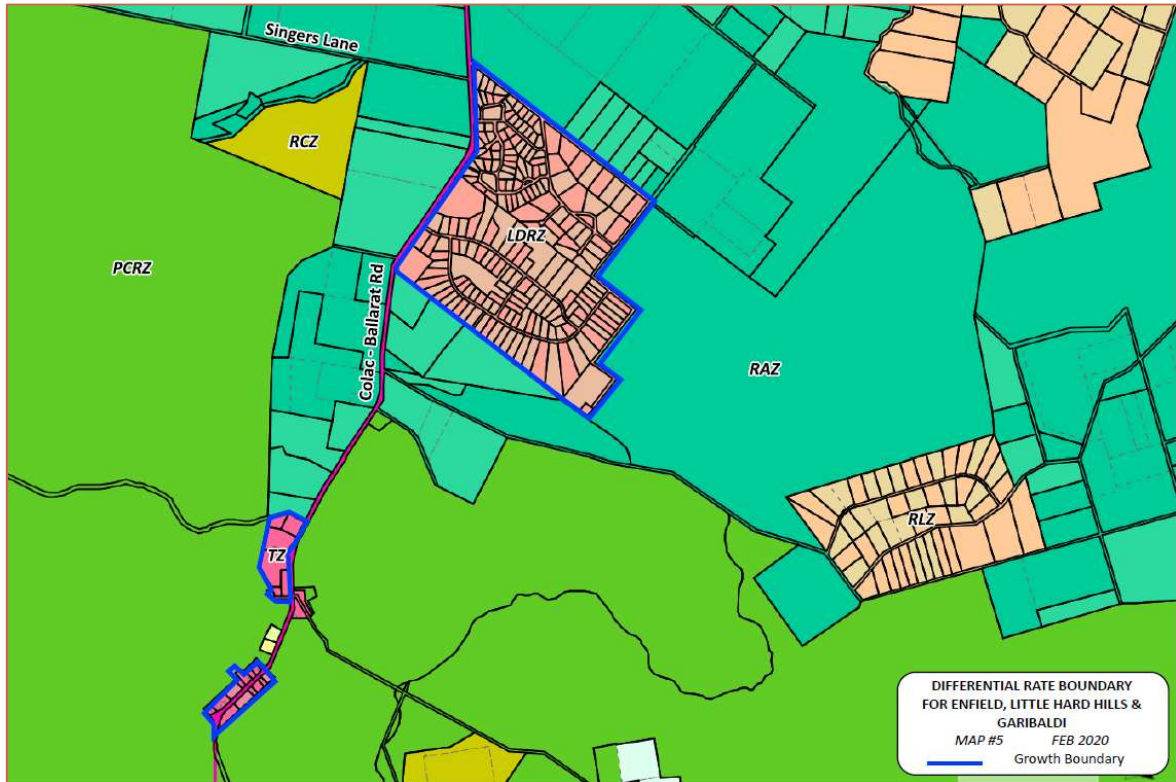 Singers Lane
RCZ
LDRZ
PCRZ
Colac - Ballarat Rd
RAZ
RLZ
TZ
DIFFERENTIAL RATE BOUNDARY
FOR ENFIELD, LITTLE HARD HILLS &
GARIBALDI
MAP #5 FEB 2020
Growth Boundary